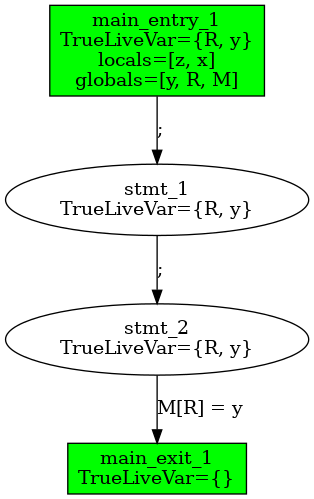 main_entry_1
TrueLiveVar={R, y}
locals=[z, x]
globals=[y, R, M]
;
stmt_1
TrueLiveVar={R, y}
;
stmt_2
TrueLiveVar={R, y}
M[R] = y
main_exit_1
TrueLiveVar={}